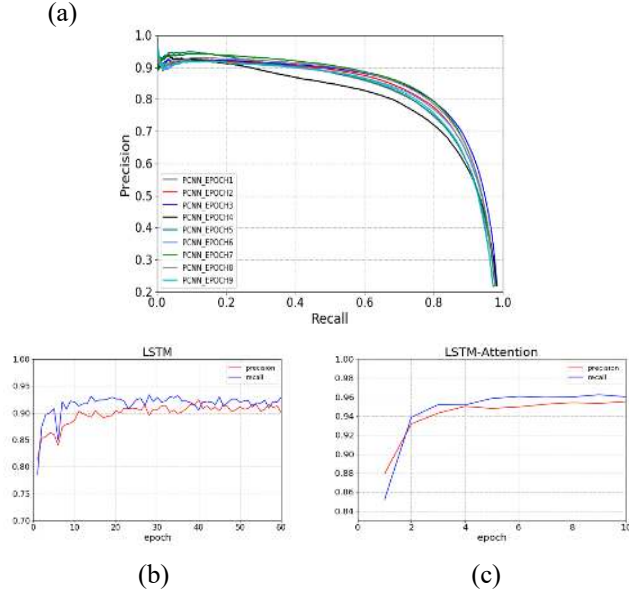 (a)
1.0
0.9
0.8
0.7
0.6
0.5
0.4
0.3
0.2
Precision
PCNN_EPOCH1
PCNN_EPOCH2
PCNN_EPOCH3
PCNN_EPOCH4
PCNN_EPOCH5
PCNN_EPOCH6
PCNN_EPOCH7
PCNN_EPOCH8
PCNN_EPOCH9
0.0 0.2 0.4 0.6 0.8 1.0
Recall
LSTM
1.00
0.95
0.90
0.85
0.80
0.75
0.70
precision
recall
0 10 20 30 40 50 60
epoch
LSTM-Attention
1.00
0.98
0.96
0.94
0.92
0.90
0.88
0.86
0.84
precision
recall
0 2 4 6 8 10
epoch
(b) (c)